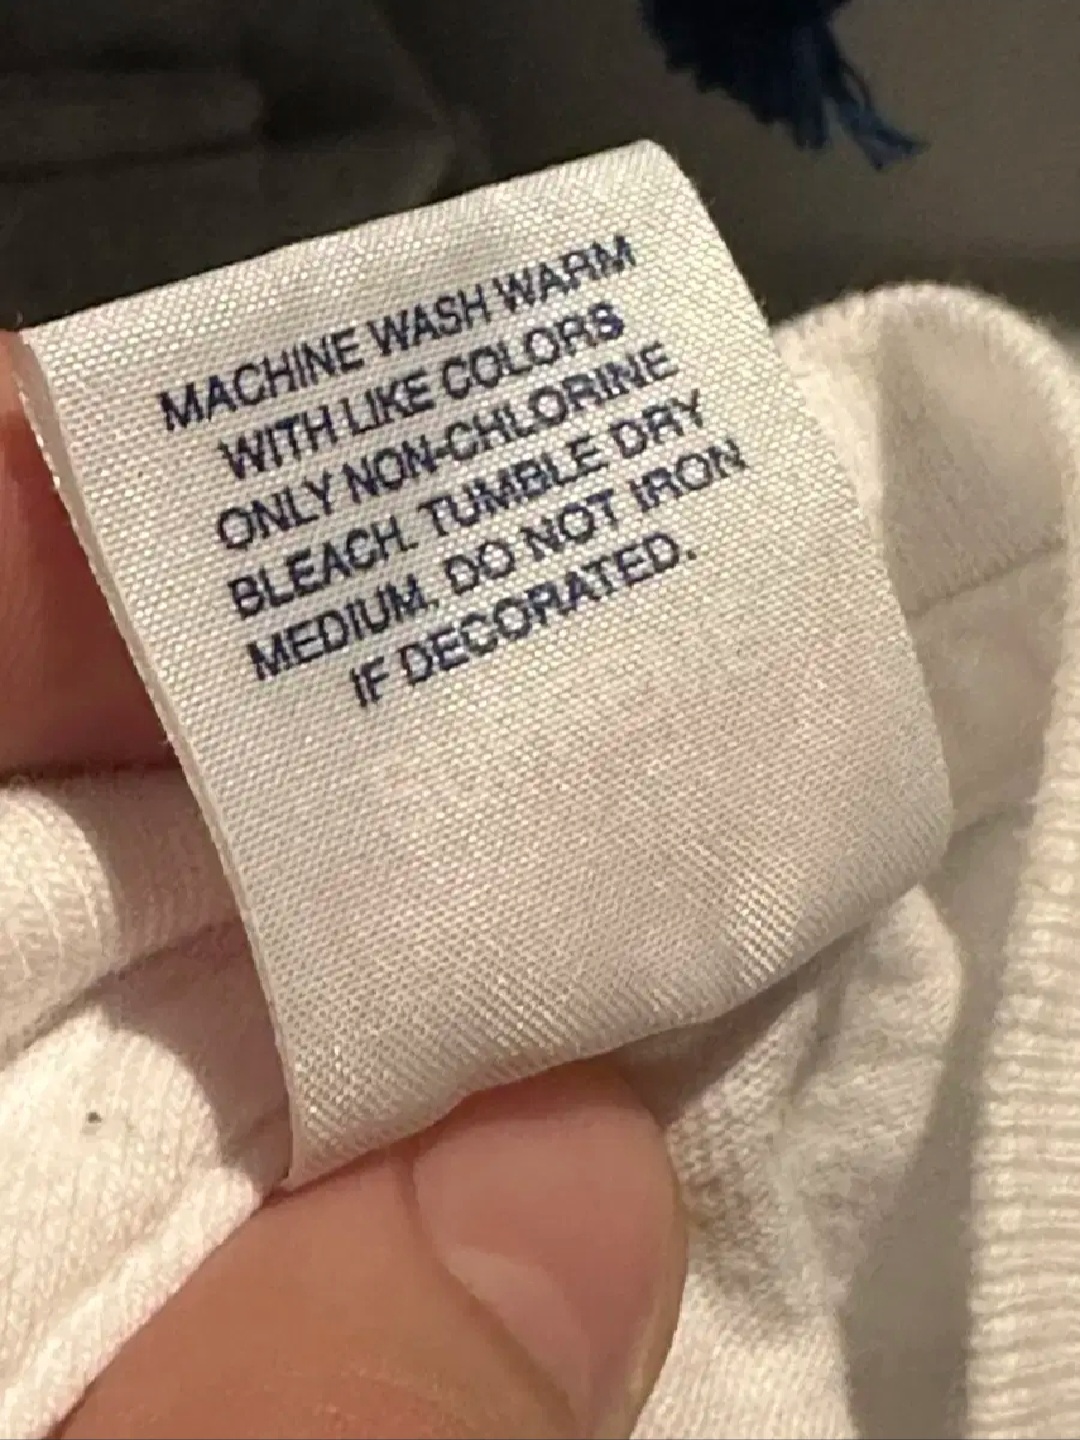 MACHINE WASH WARM
WITH LIKE COLORS
ONLY NON-CHLORINE
BLEACH. TUMBLE DRY
MEDIUM. DO NOT IRON
IF DECORATED.